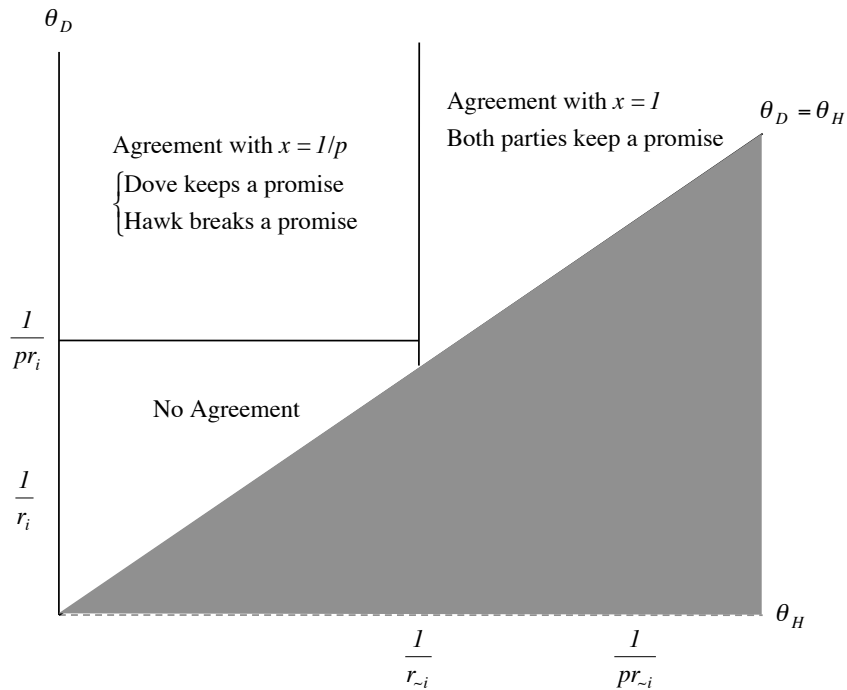 θ_D
Agreement with x = 1
θ_D = θ_H
Both parties keep a promise
Agreement with x = 1/p
{Dove keeps a promise
Hawk breaks a promise
1
pr_i
No Agreement
1
r_i
θ_H
1
r_~i
1
pr_~i